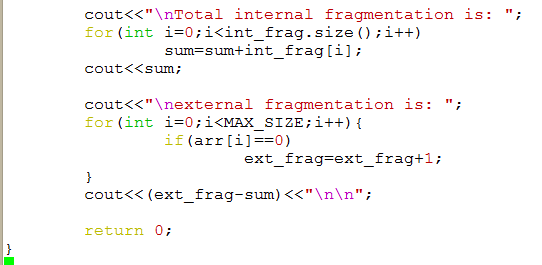 cout<<"\nTotal internal fragmentation is: ";
for(int i=0;i<int_frag.size();i++)
sum=sum+int_frag[i];
cout<<sum;
cout<<"\nexternal fragmentation is: ";
for(int i=0;i<MAX_SIZE;i++){
if(arr[i]==0)
ext_frag=ext_frag+1;
}
cout<<(ext_frag-sum)<<"\n\n";
return 0;
}